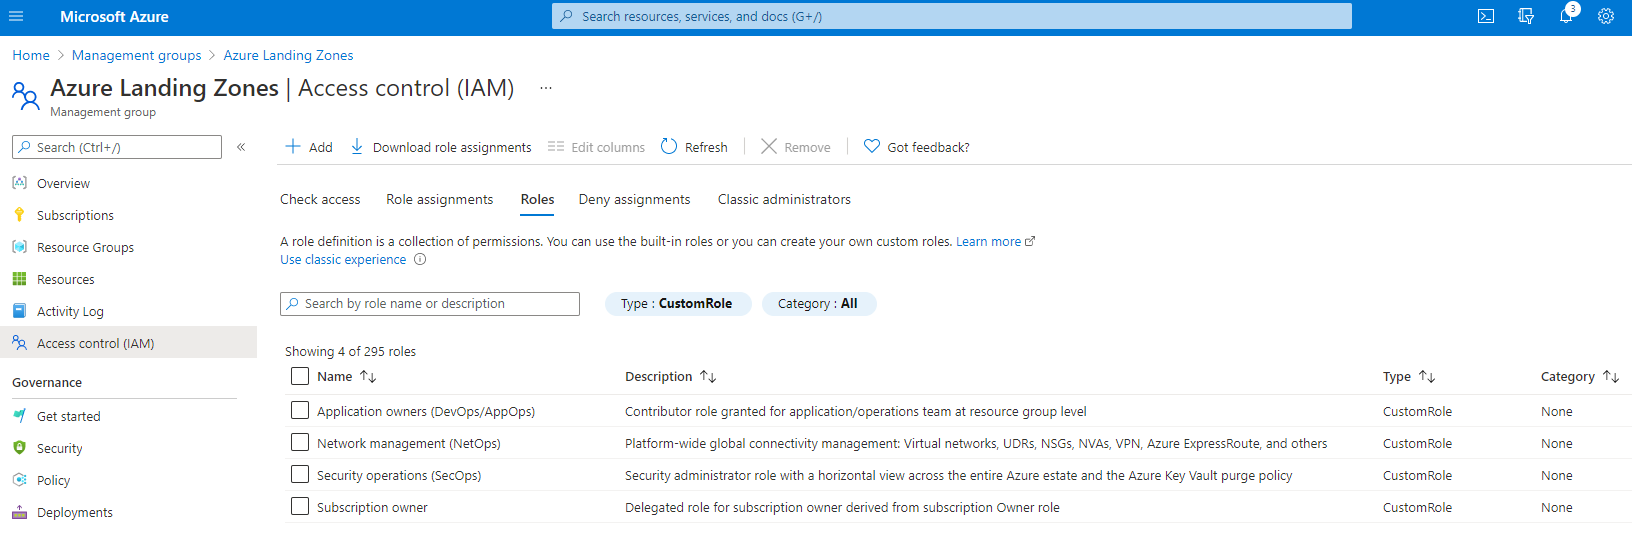 Microsoft Azure
Search resources, services, and docs (G+/)
3
Home > Management groups > Azure Landing Zones
Azure Landing Zones | Access control (IAM) ...
Management group
Search (Ctrl+/)
«
Add
Download role assignments
Edit columns
Refresh
Remove
Got feedback?
Overview
Subscriptions
Resource Groups
Resources
Activity Log
Access control (IAM)
Governance
Get started
Security
Policy
Deployments
Check access Role assignments Roles Deny assignments Classic administrators
A role definition is a collection of permissions. You can use the built-in roles or you can create your own custom roles. Learn more
Use classic experience
Search by role name or description
Type : CustomRole
Category : All
Showing 4 of 295 roles
Name Description Type Category
Application owners (DevOps/AppOps) Contributor role granted for application/operations team at resource group level CustomRole None
Network management (NetOps) Platform-wide global connectivity management: Virtual networks, UDRs, NSGs, NVAs, VPN, Azure ExpressRoute, and others CustomRole None
Security operations (SecOps) Security administrator role with a horizontal view across the entire Azure estate and the Azure Key Vault purge policy CustomRole None
Subscription owner Delegated role for subscription owner derived from subscription Owner role CustomRole None